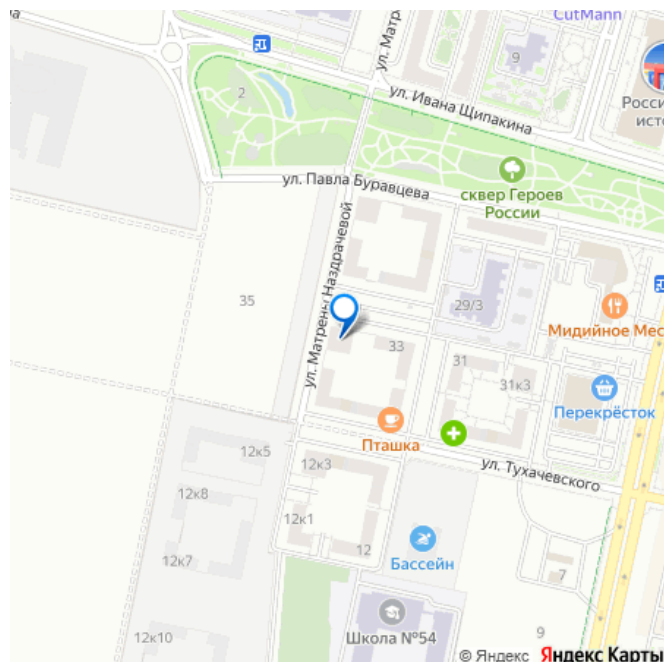 CutMann
ул. Матр
9
2
ул. Ивана Щипакина
Росси
исто
ул. Павла Буравцева
сквер Героев
России
ул. Матрены Наздрачевой
35
29/3
Мидийное Мес
33
31
31к3
Перекрёсток
Пташка
ул. Тухачевского
12к5
12к3
12к8
12к1
12
12к7
Бассейн
7
12к10
Школа №54
9
© Яндекс Яндекс Карты